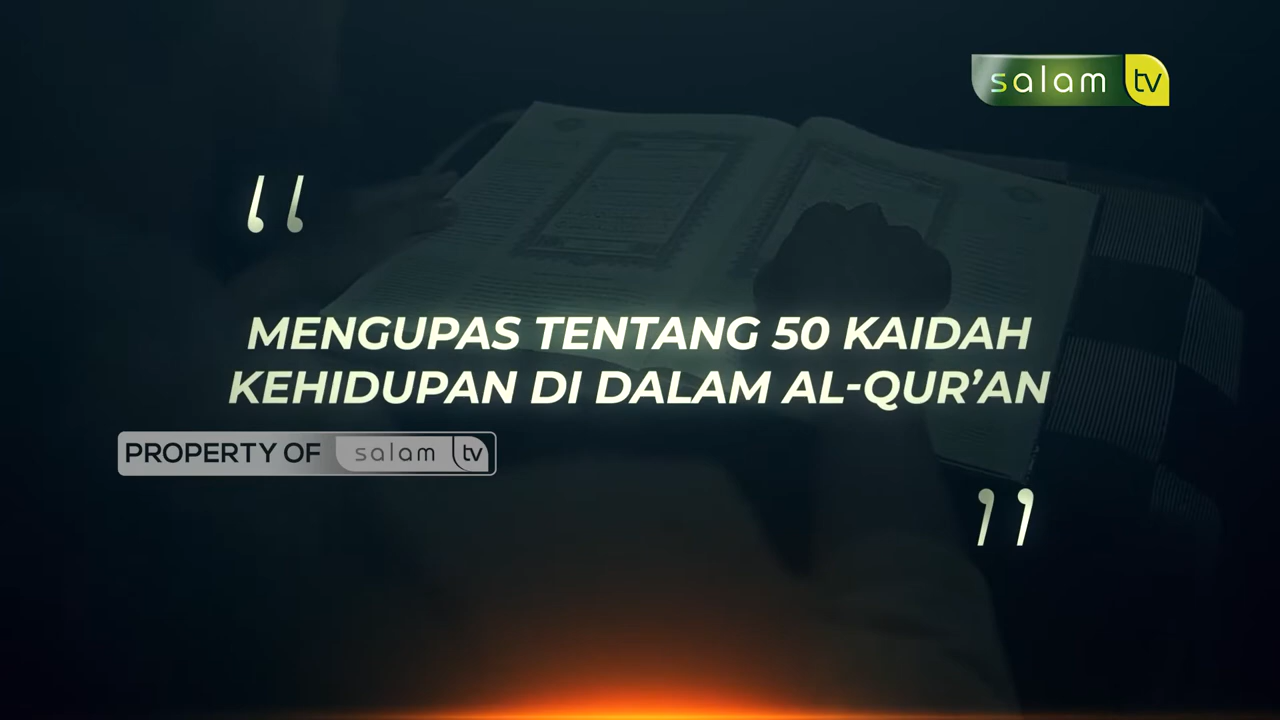 salam tv
MENGUPAS TENTANG 50 KAIDAH
KEHIDUPAN DI DALAM AL-QUR’AN
PROPERTY OF salam tv